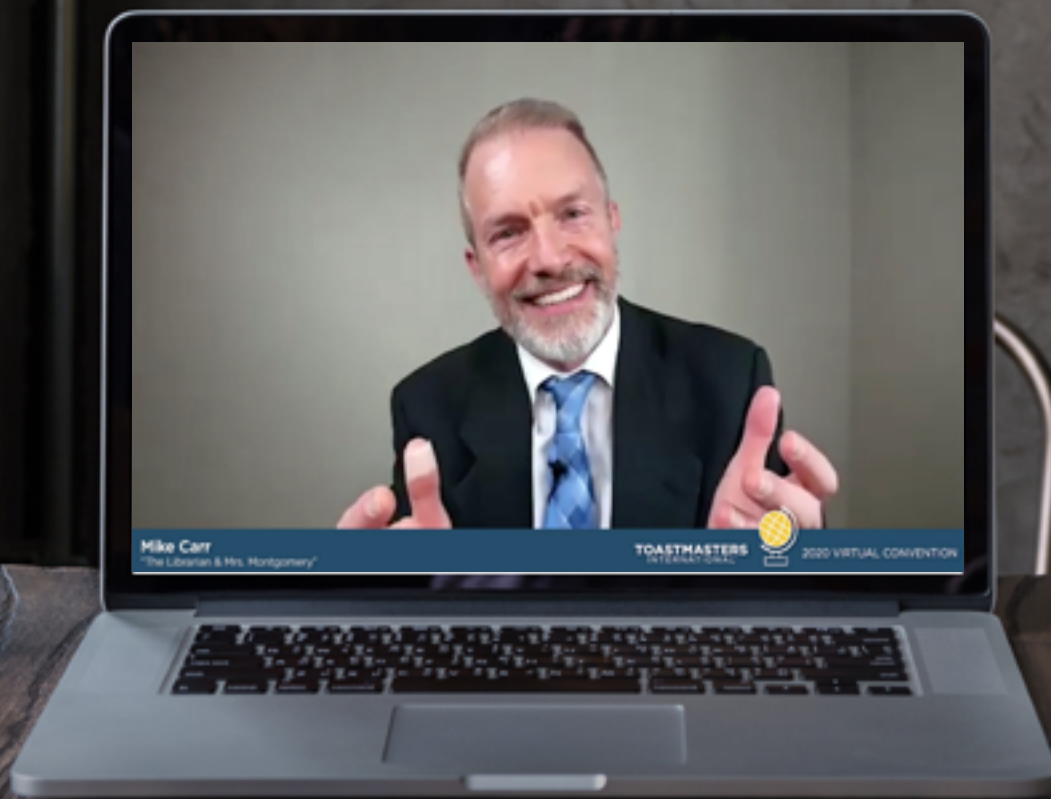 Mike Carr
"The Librarian & Mrs. Montgomery"
TOASTMASTERS
INTERNATIONAL
2020 VIRTUAL CONVENTION